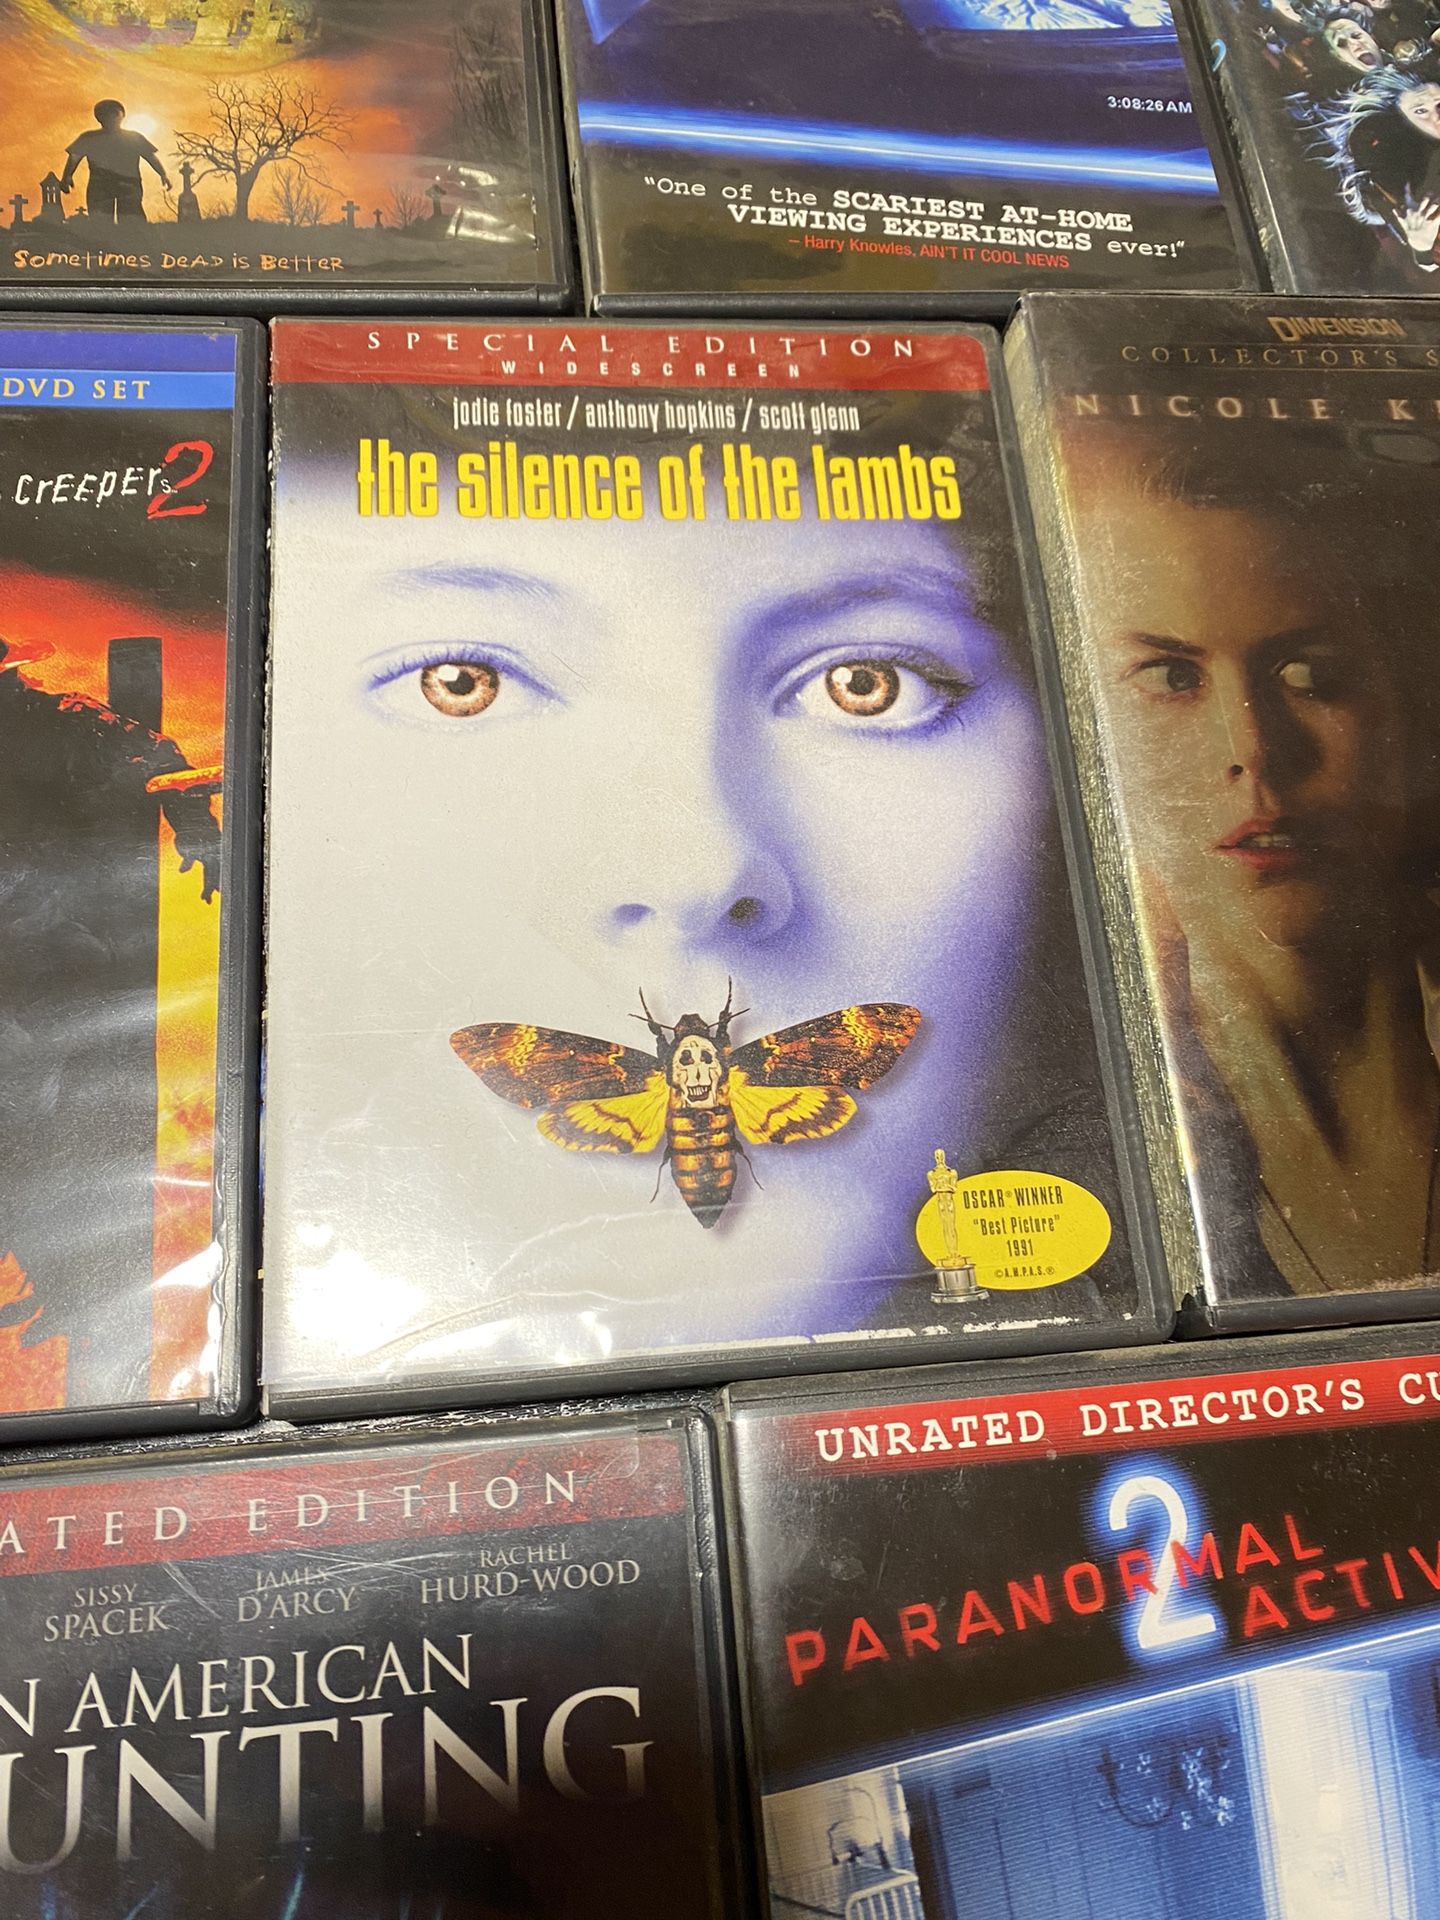 Sometimes DEAD is Better
3:08:26 AM
"One of the SCARIEST AT-HOME
VIEWING EXPERIENCES ever!"
– Harry Knowles, AIN'T IT COOL NEWS
DVD SET
CREEPERS 2
SPECIAL EDITION
WIDESCREEN
jodie foster / anthony hopkins / scott glenn
the silence of the lambs
OSCAR® WINNER
"Best Picture"
1991
©A.M.P.A.S.®
DIMENSION
COLLECTOR'S S
NICOLE K
ATED EDITION
SISSY SPACEK
JAMES D'ARCY
RACHEL HURD-WOOD
N AMERICAN
UNTING
UNRATED DIRECTOR'S CU
PARANORMAL
2
ACTIV